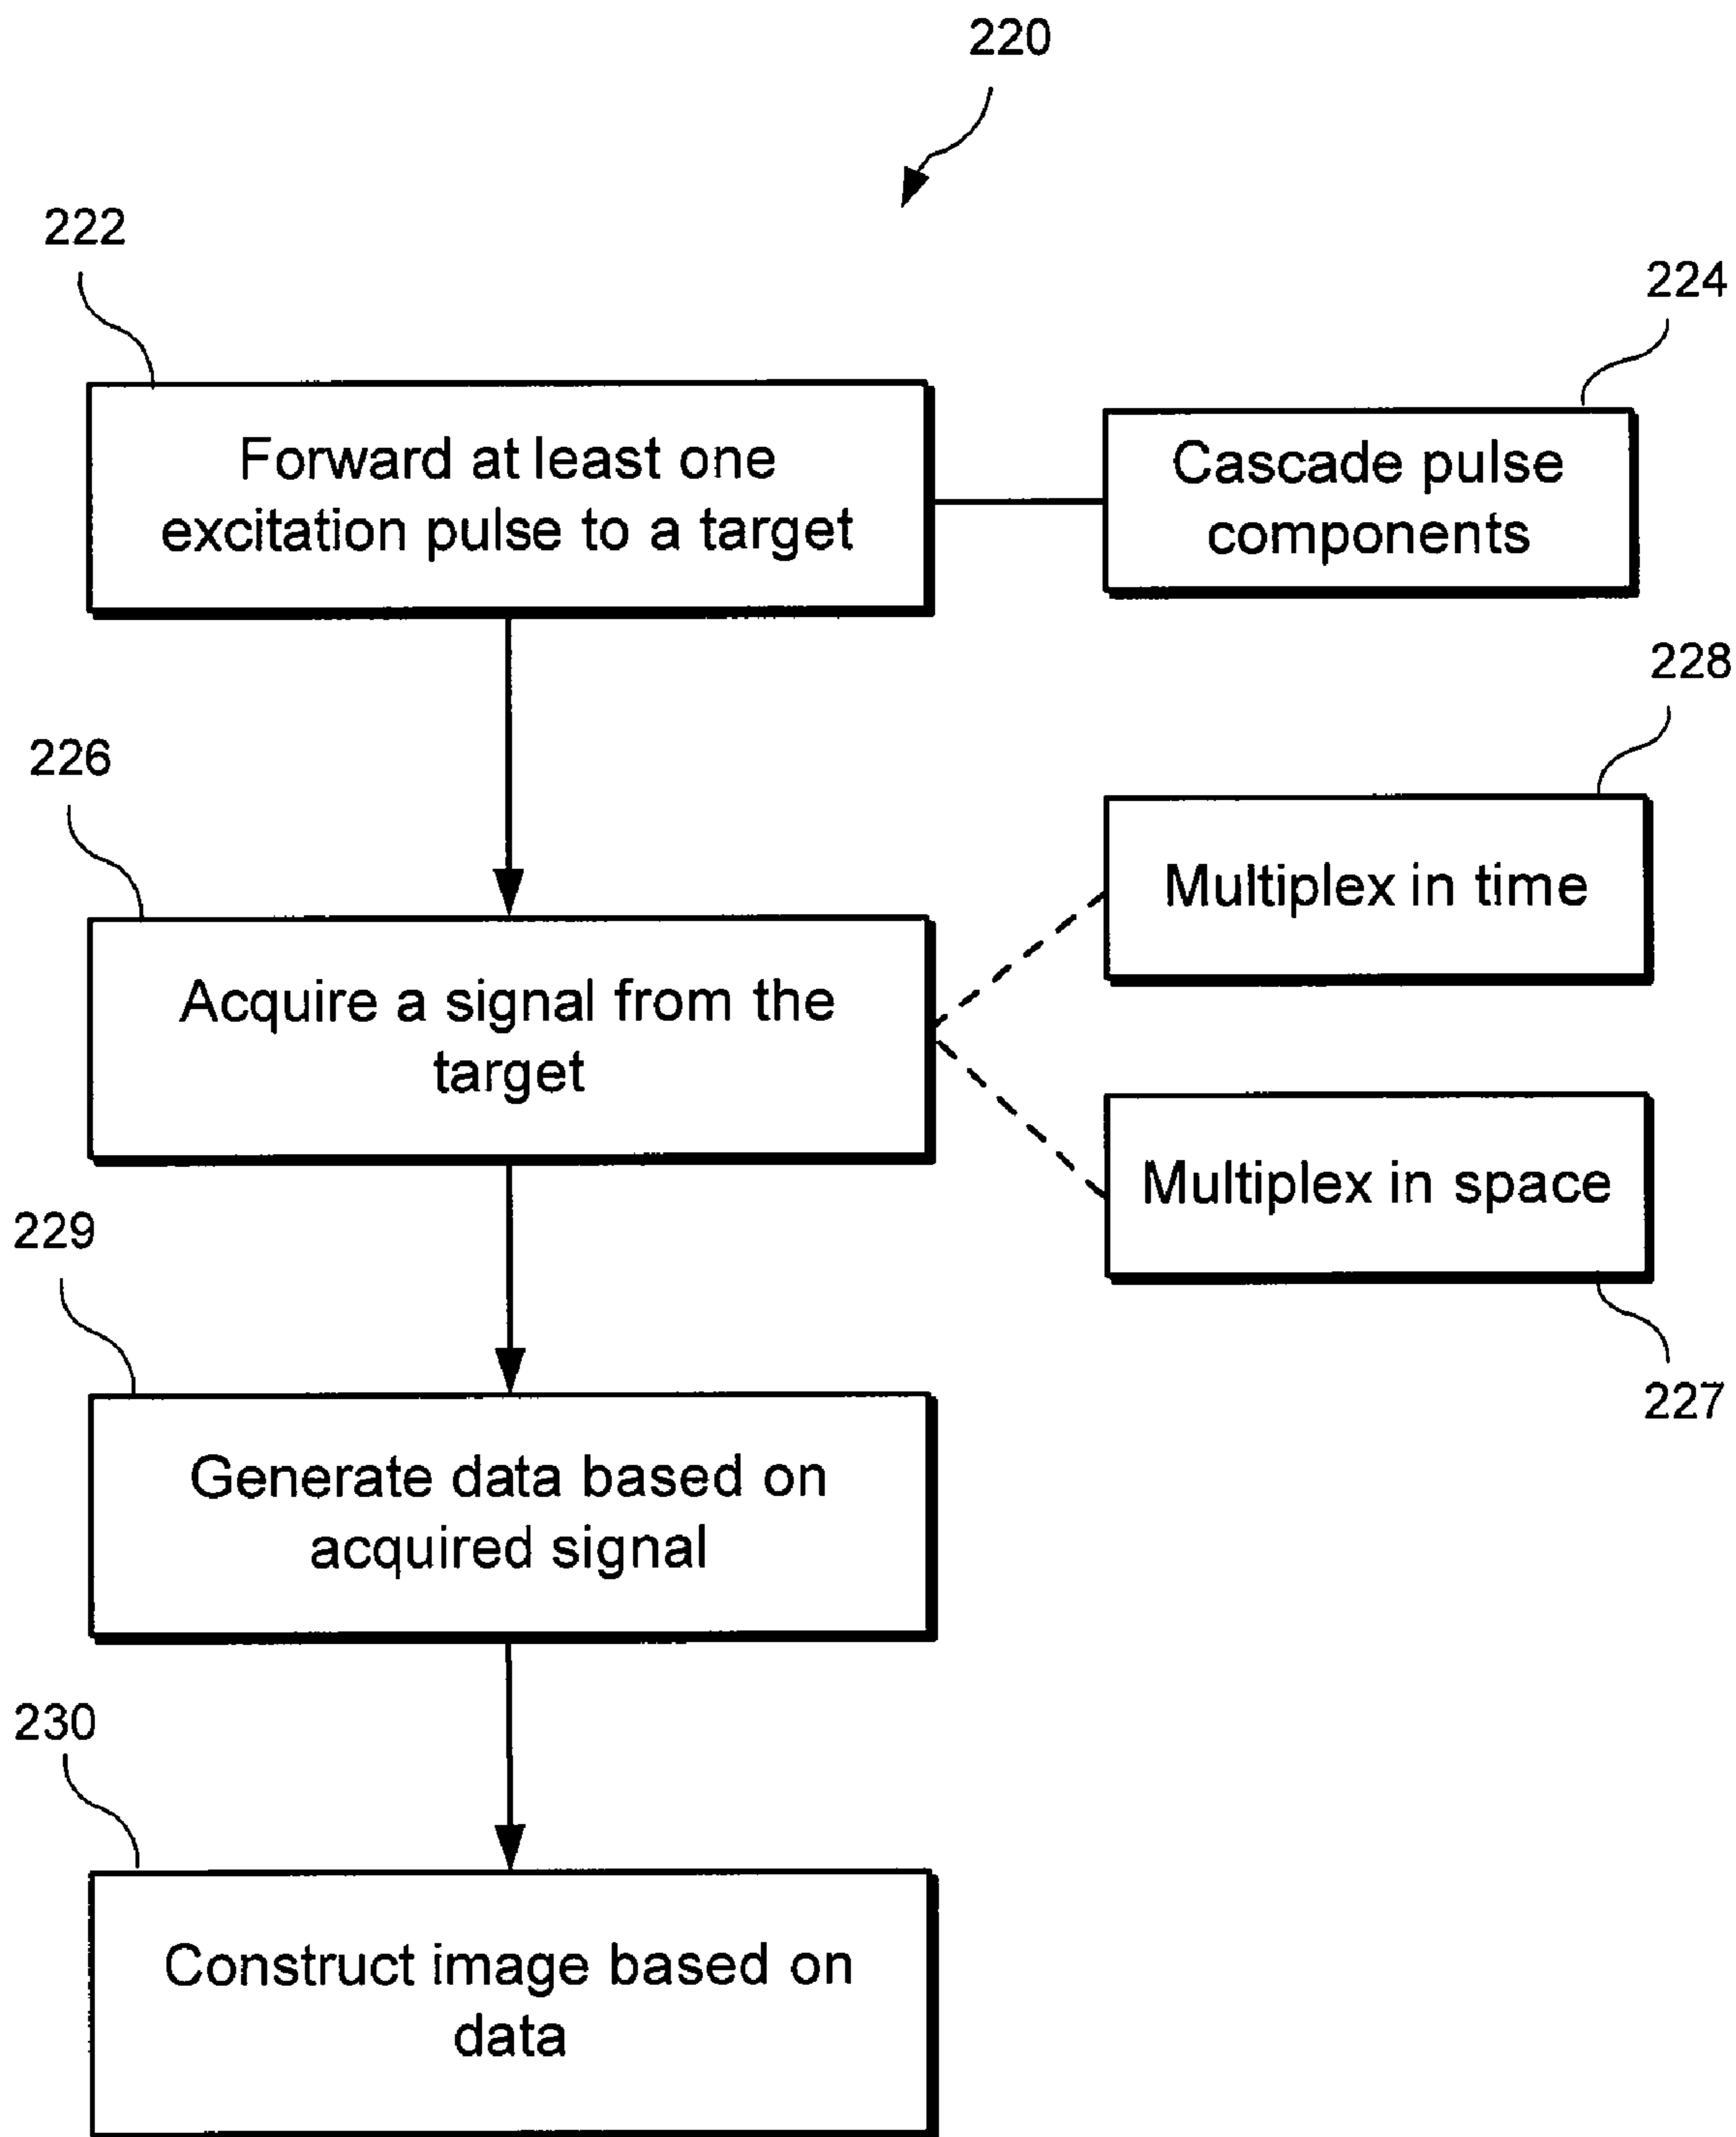 220
222
224
Forward at least one
excitation pulse to a target
Cascade pulse
components
228
226
Multiplex in time
Acquire a signal from the
target
Multiplex in space
229
227
Generate data based on
acquired signal
230
Construct image based on
data